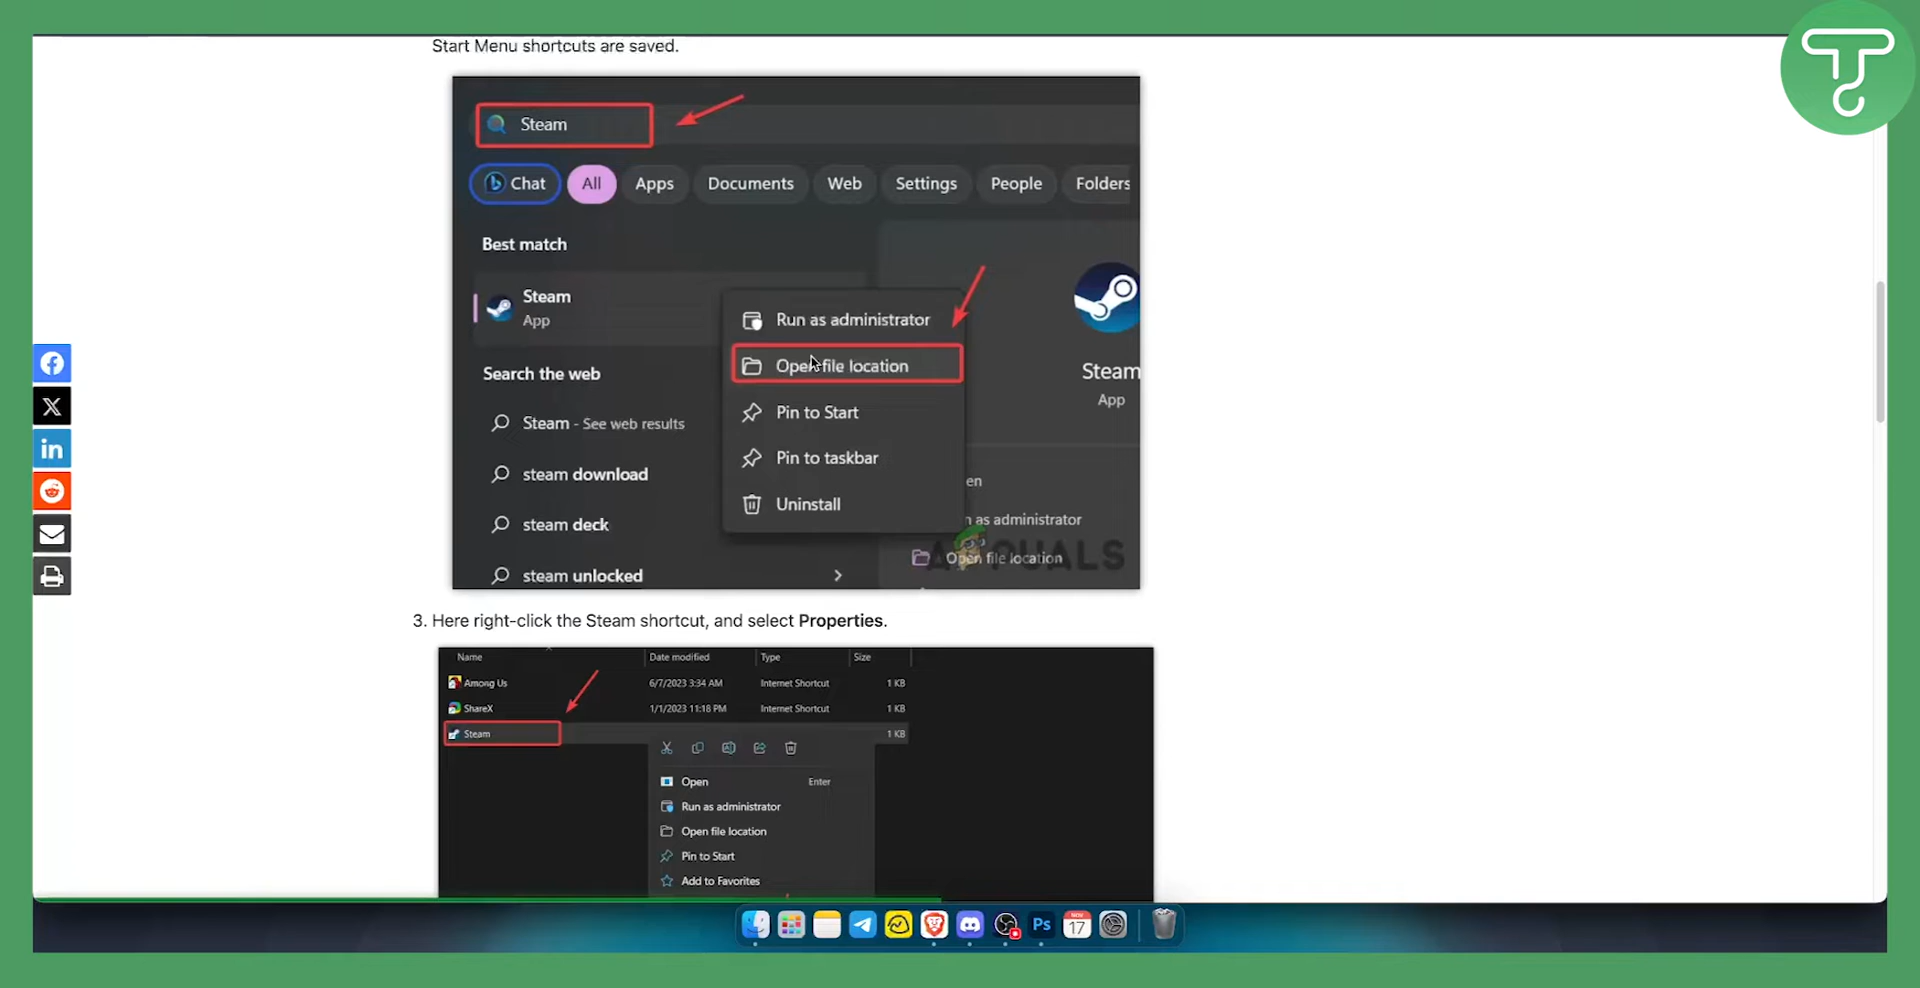 Start Menu shortcuts are saved.
Steam
Chat All Apps Documents Web Settings People Folders
Best match
Steam
App
Run as administrator
Open file location
Pin to Start
Pin to taskbar
Uninstall
Search the web
Steam - See web results
steam download
steam deck
steam unlocked
Steam
App
en
n as administrator
Open file location
3. Here right-click the Steam shortcut, and select Properties.
Name Date modified Type Size
Among Us 6/7/2023 3:34 AM Internet Shortcut 1 KB
ShareX 1/1/2023 11:18 PM Internet Shortcut 1 KB
Steam 1 KB
Open Enter
Run as administrator
Open file location
Pin to Start
Add to Favorites
Ps
NOV
17